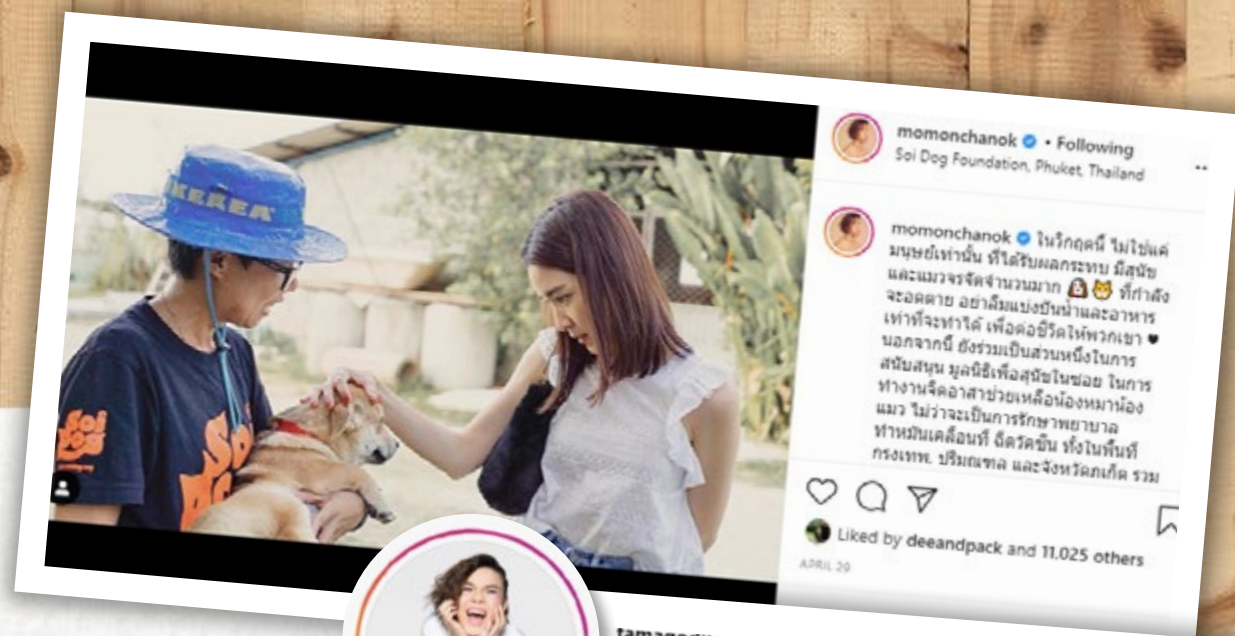 KEREA
Soi
Dog
So
momonchanok • Following
Soi Dog Foundation, Phuket, Thailand
momonchanok ในวิกฤตนี้ ไม่ใช่แค่
มนุษย์เท่านั้น ที่ได้รับผลกระทบ มีสุนัข
และแมวจรจัดจำนวนมาก ที่กำลัง
จะอดตาย อย่าลืมแบ่งปันน้ำและอาหาร
เท่าที่จะทำได้ เพื่อต่อชีวิตให้พวกเขา
นอกจากนี้ ยังร่วมเป็นส่วนหนึ่งในการ
สนับสนุน มูลนิธิเพื่อสุนัขในซอย ในการ
ทำงานจิตอาสาช่วยเหลือน้องหมาน้อง
แมว ไม่ว่าจะเป็นการรักษาพยาบาล
ทำหมันเคลื่อนที่ ฉีดวัคซีน ทั้งในพื้นที่
กรุงเทพ, ปริมณฑล และจังหวัดภูเก็ต รวม
Liked by deeandpack and 11,025 others
APRIL 29